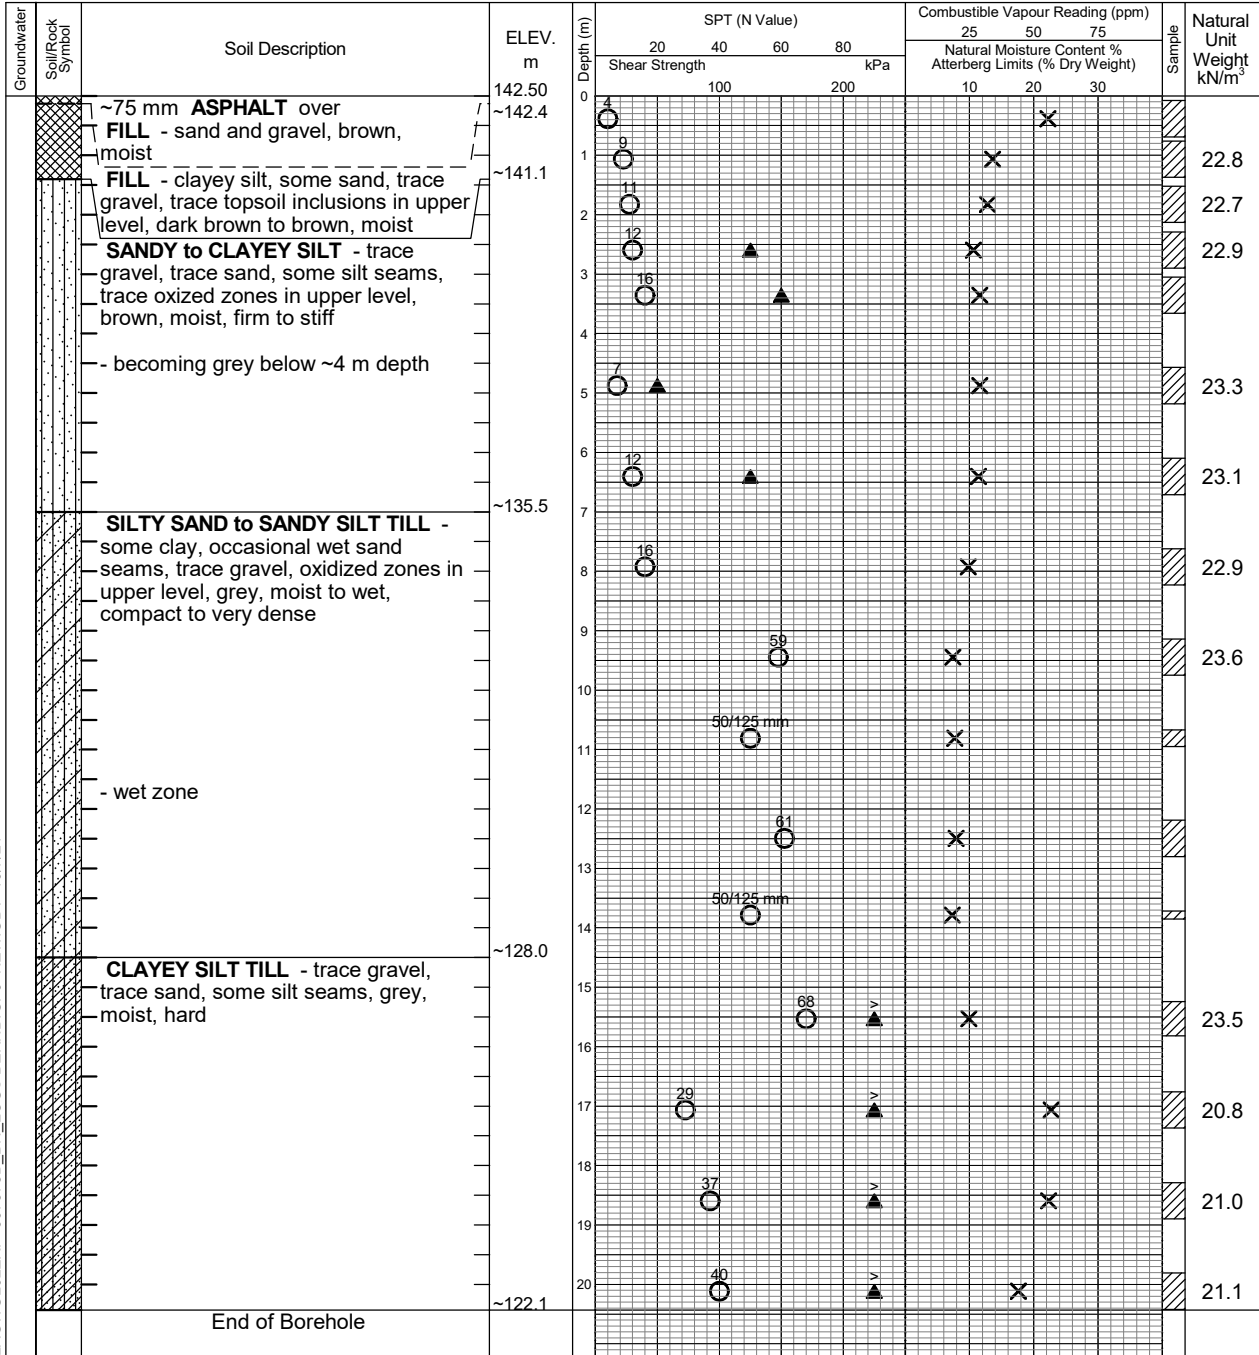 Groundwater
Soil/Rock
Symbol
Soil Description
ELEV.
m
142.50
Depth (m)
SPT (N Value)
20 40 60 80
Shear Strength kPa
100 200
Combustible Vapour Reading (ppm)
25 50 75
Natural Moisture Content %
Atterberg Limits (% Dry Weight)
10 20 30
Sample
Natural
Unit
Weight
kN/m³
~75 mm ASPHALT over
FILL - sand and gravel, brown,
moist
FILL - clayey silt, some sand, trace
gravel, trace topsoil inclusions in upper
level, dark brown to brown, moist
SANDY to CLAYEY SILT - trace
gravel, trace sand, some silt seams,
trace oxized zones in upper level,
brown, moist, firm to stiff
- becoming grey below ~4 m depth
SILTY SAND to SANDY SILT TILL -
some clay, occasional wet sand
seams, trace gravel, oxidized zones in
upper level, grey, moist to wet,
compact to very dense
- wet zone
CLAYEY SILT TILL - trace gravel,
trace sand, some silt seams, grey,
moist, hard
End of Borehole
~142.4
~141.1
~135.5
~128.0
~122.1
0
1
2
3
4
5
6
7
8
9
10
11
12
13
14
15
16
17
18
19
20
4
9
11
12
16
7
12
16
59
50/125 mm
61
50/125 mm
68
>
29
>
37
>
40
>
22.8
22.7
22.9
23.3
23.1
22.9
23.6
23.5
20.8
21.0
21.1